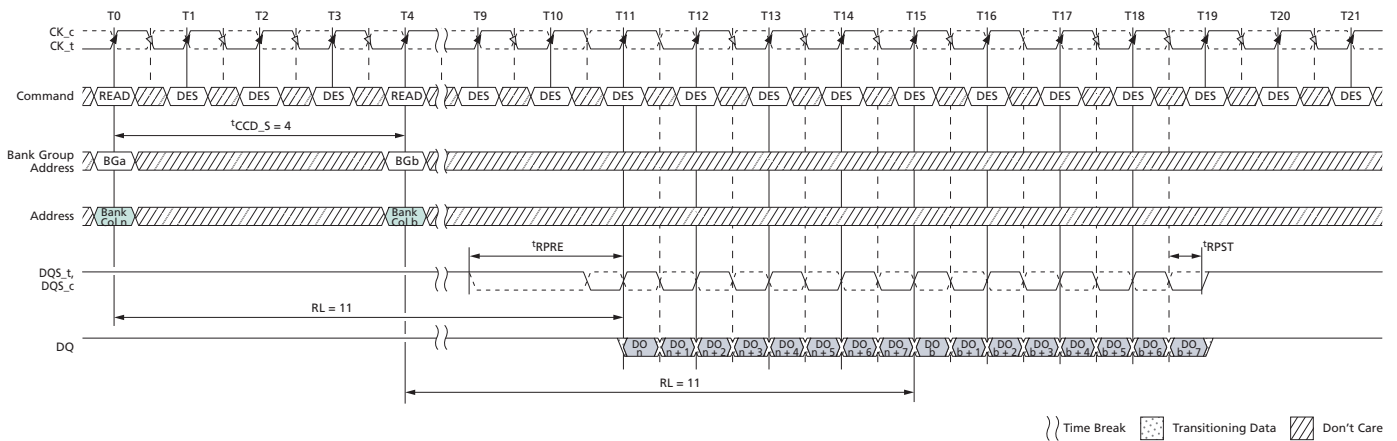 T0 T1 T2 T3 T4 T9 T10 T11 T12 T13 T14 T15 T16 T17 T18 T19 T20 T21
CK_c
CK_t
Command READ DES DES DES READ DES DES DES DES DES DES DES DES DES DES DES DES DES
tCCD_S = 4
Bank Group
Address
BGa BGb
Address
Bank
Col n
Bank
Col b
tRPRE tRPST
DQS_t,
DQS_c
RL = 11
DQ
DO
n
DO
n + 1
DO
n + 2
DO
n + 3
DO
n + 4
DO
n + 5
DO
n + 6
DO
n + 7
DO
b
DO
b + 1
DO
b + 2
DO
b + 3
DO
b + 4
DO
b + 5
DO
b + 6
DO
b + 7
RL = 11
Time Break Transitioning Data Don't Care